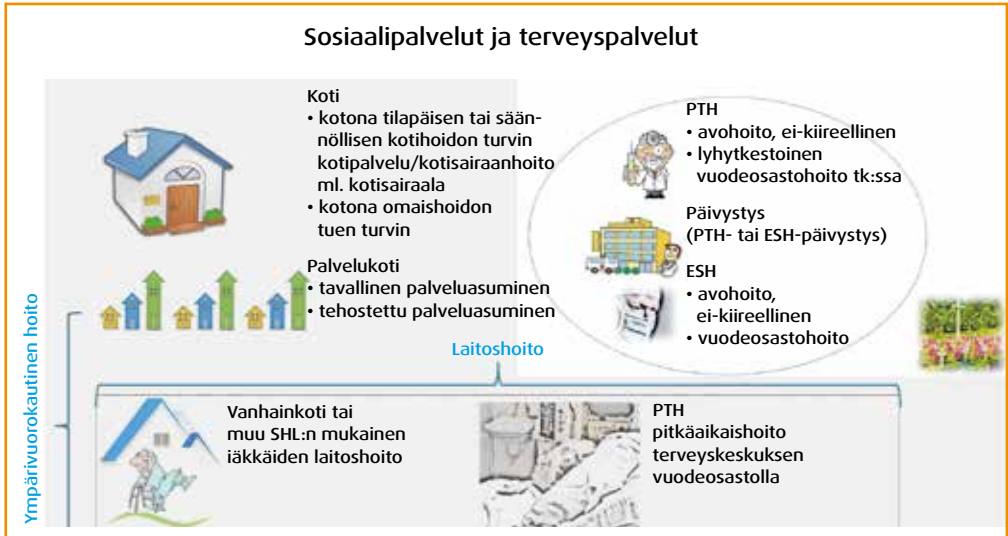 Sosiaalipalvelut ja terveyspalvelut
Koti
• kotona tilapäisen tai sään-
nöllisen kotihoidon turvin
kotipalvelu/kotisairaanhoito
ml. kotisairaala
• kotona omaishoidon
tuen turvin
Palvelukoti
• tavallinen palveluasuminen
• tehostettu palveluasuminen
PTH
• avohoito, ei-kiireellinen
• lyhytkestoinen
vuodeosastohoito tk:ssa
Päivystys
(PTH- tai ESH-päivystys)
ESH
• avohoito,
ei-kiireellinen
• vuodeosastohoito
Ympärivuorokautinen hoito
Laitoshoito
Vanhainkoti tai
muu SHL:n mukainen
iäkkäiden laitoshoito
PTH
pitkäaikaishoito
terveyskeskuksen
vuodeosastolla